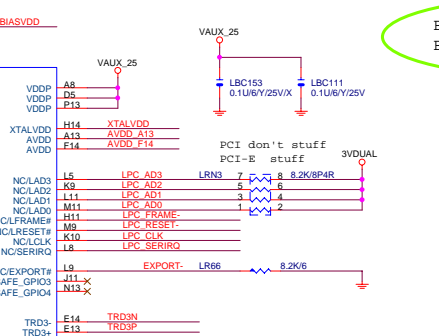 BIASVDD
VAUX_25
VAUX_25
LBC153
0.1U/6/Y/25V/X
LBC111
0.1U/6/Y/25V
VDDP A8
VDDP D5
VDDP P13
XTALVDD H14 XTALVDD
AVDD A13 AVDD_A13
AVDD F14 AVDD_F14
PCI don't stuff
PCI-E stuff
3VDUAL
NC/LAD3 L5 LPC_AD3 LRN3 7 8 8.2K/8P4R
NC/LAD2 K9 LPC_AD2 5 6
NC/LAD1 L11 LPC_AD1 3 4
NC/LAD0 M11 LPC_AD0 1 2
C/LFRAME# H11 LPC_FRAME-
NC/LRESET# M9 LPC_RESET-
NC/LCLK K10 LPC_CLK
NC/SERIRQ L8 LPC_SERIRQ
C/EXPORT# L9 EXPORT- LR66 8.2K/6
AFE_GPIO3 J11
AFE_GPIO4 N13
TRD3- E14 TRD3N
TRD3+ E13 TRD3P